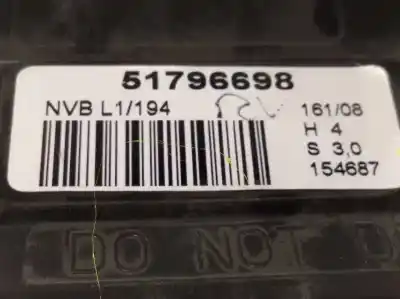 51796698
NVB L1/194
161/08
H 4
S 3,0
154687
DO NOT